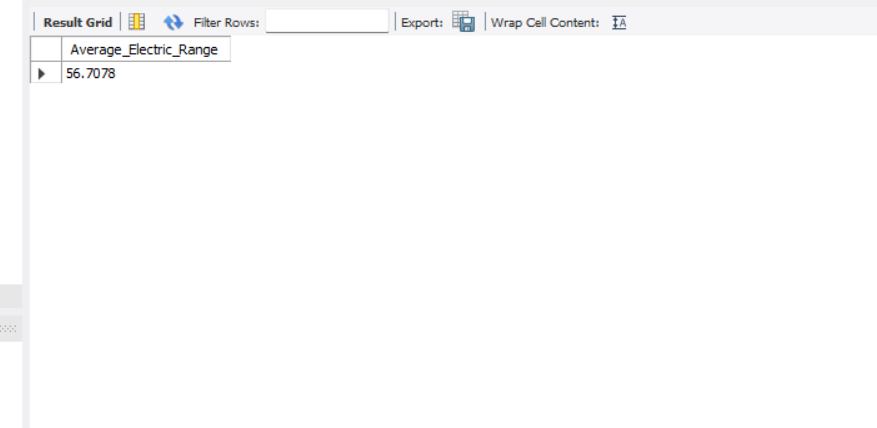 Result Grid Filter Rows: Export: Wrap Cell Content:
Average_Electric_Range
56.7078